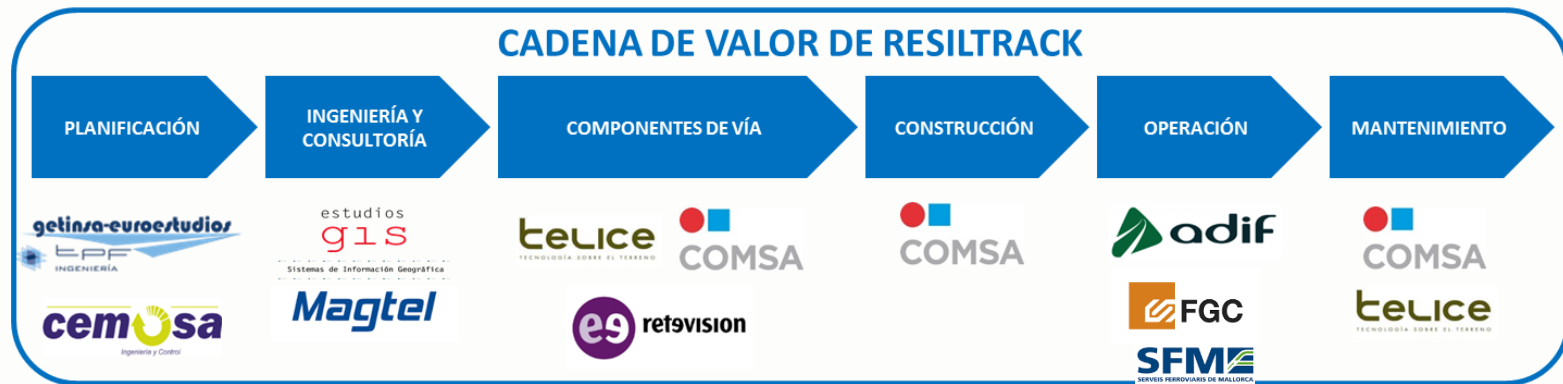 CADENA DE VALOR DE RESILTRACK
PLANIFICACIÓN
INGENIERÍA Y
CONSULTORÍA
COMPONENTES DE VÍA
CONSTRUCCIÓN
OPERACIÓN
MANTENIMIENTO
getinsa-euroestudios
tpf
INGENIERÍA
cemosa
Ingeniería y Control
estudios
gis
Sistemas de Información Geográfica
Magtel
telice
TECNOLOGÍA SOBRE EL TERRENO
COMSA
retevision
COMSA
adif
FGC
SFM
SERVEIS FERROVIARIS DE MALLORCA
COMSA
telice
TECNOLOGÍA SOBRE EL TERRENO